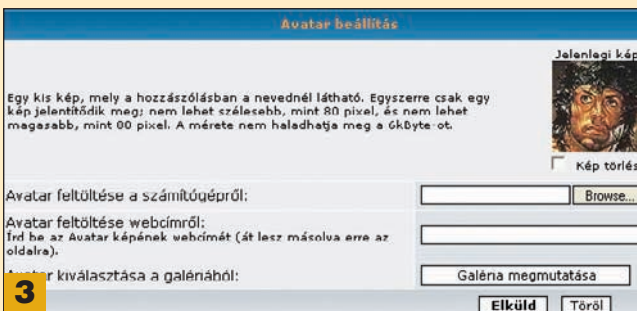 Avatar beállítás
Jelenlegi kép
Egy kis kép, mely a hozzászólásban a nevednél látható. Egyszerre csak egy
kép jelentítődik meg; nem lehet szélesebb, mint 80 pixel, és nem lehet
magasabb, mint 80 pixel. A mérete nem haladhatja meg a 6kByte-ot.
Kép törlés
Avatar feltöltése a számítógépről:
Browse...
Avatar feltöltése webcímről:
Írd be az Avatar képének webcímét (át lesz másolva erre az
oldalra).
Avatar kiválasztása a galériából:
Galéria megmutatása
3
Elküld Töröl